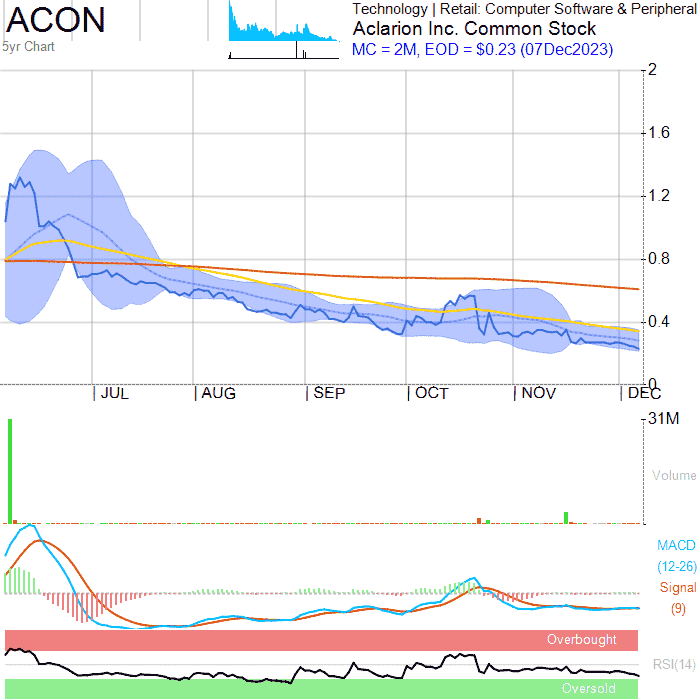 ACON
5yr Chart
Technology | Retail: Computer Software & Peripheral
Aclarion Inc. Common Stock
MC = 2M, EOD = $0.23 (07Dec2023)
2
1.6
1.2
0.8
0.4
0
JUL AUG SEP OCT NOV DEC
31M
Volume
MACD
(12-26)
Signal
(9)
Overbought
RSI(14)
Oversold